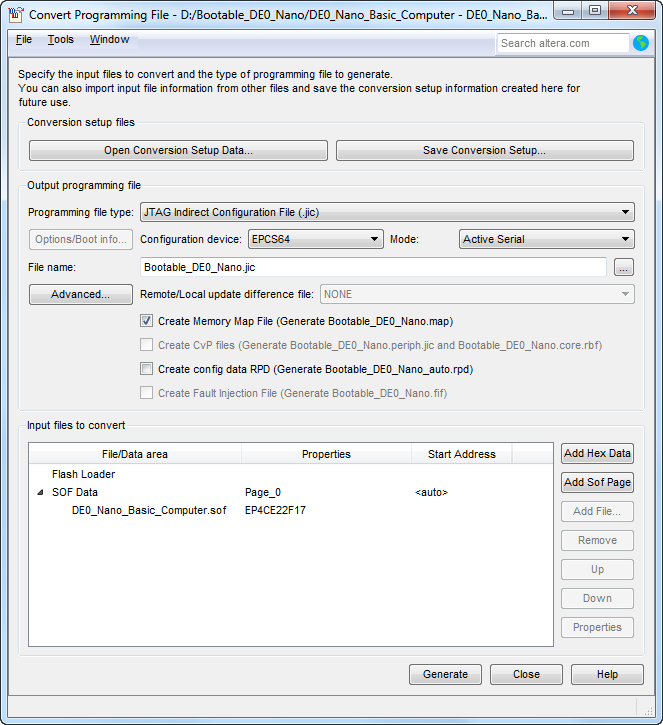 Convert Programming File - D:/Bootable_DE0_Nano/DE0_Nano_Basic_Computer - DE0_Nano_Ba...
File Tools Window
Search altera.com
Specify the input files to convert and the type of programming file to generate.
You can also import input file information from other files and save the conversion setup information created here for
future use.
Conversion setup files
Open Conversion Setup Data... Save Conversion Setup...
Output programming file
Programming file type: JTAG Indirect Configuration File (.jic)
Options/Boot info... Configuration device: EPCS64 Mode: Active Serial
File name: Bootable_DE0_Nano.jic ...
Advanced... Remote/Local update difference file: NONE
Create Memory Map File (Generate Bootable_DE0_Nano.map)
Create CvP files (Generate Bootable_DE0_Nano.periph.jic and Bootable_DE0_Nano.core.rbf)
Create config data RPD (Generate Bootable_DE0_Nano_auto.rpd)
Create Fault Injection File (Generate Bootable_DE0_Nano.fif)
Input files to convert
File/Data area Properties Start Address
Flash Loader
SOF Data Page_0 <auto>
DE0_Nano_Basic_Computer.sof EP4CE22F17
Add Hex Data
Add Sof Page
Add File...
Remove
Up
Down
Properties
Generate Close Help